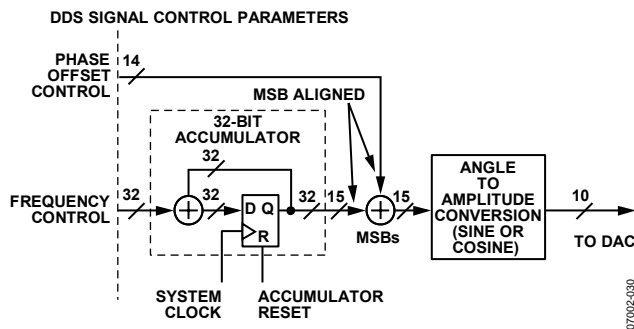 DDS SIGNAL CONTROL PARAMETERS
PHASE
OFFSET
CONTROL
14
MSB ALIGNED
32-BIT
ACCUMULATOR
32
FREQUENCY
CONTROL
32
32
D Q
R
32
15
15
MSBs
ANGLE
TO
AMPLITUDE
CONVERSION
(SINE OR
COSINE)
10
TO DAC
SYSTEM
CLOCK
ACCUMULATOR
RESET
07002-030